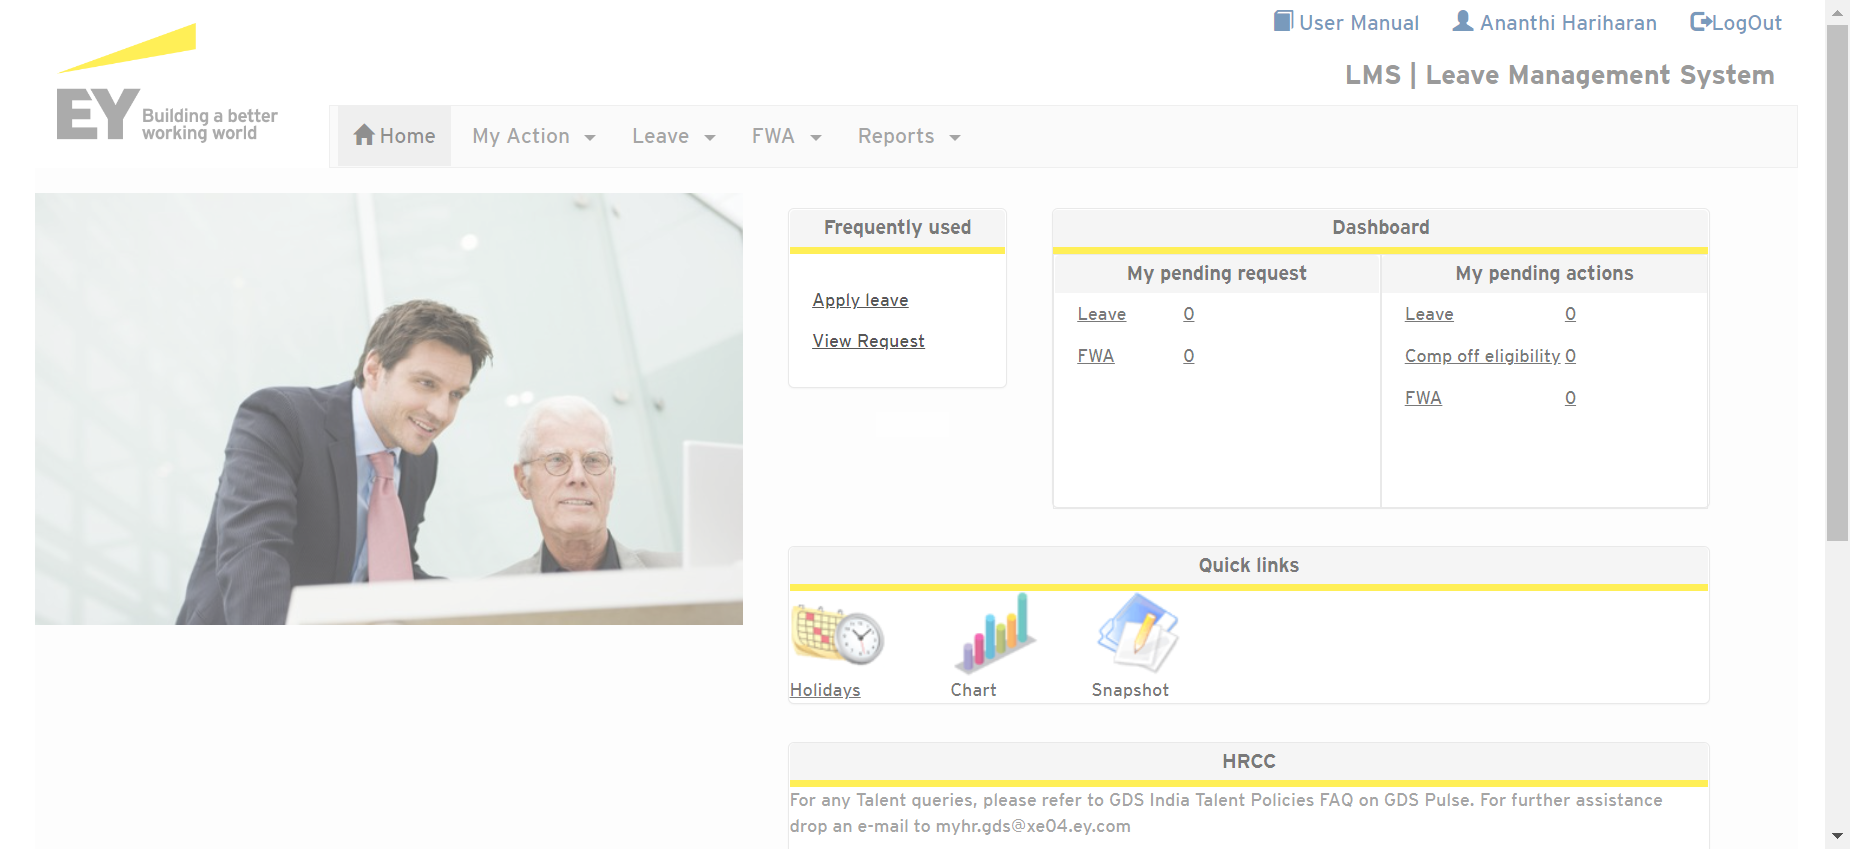 User Manual Ananthi Hariharan LogOut
LMS | Leave Management System
EY Building a better
working world
Home My Action Leave FWA Reports
Frequently used
Apply leave
View Request
Dashboard
My pending request
Leave 0
FWA 0
My pending actions
Leave 0
Comp off eligibility 0
FWA 0
Quick links
Holidays Chart Snapshot
HRCC
For any Talent queries, please refer to GDS India Talent Policies FAQ on GDS Pulse. For further assistance
drop an e-mail to myhr.gds@xe04.ey.com